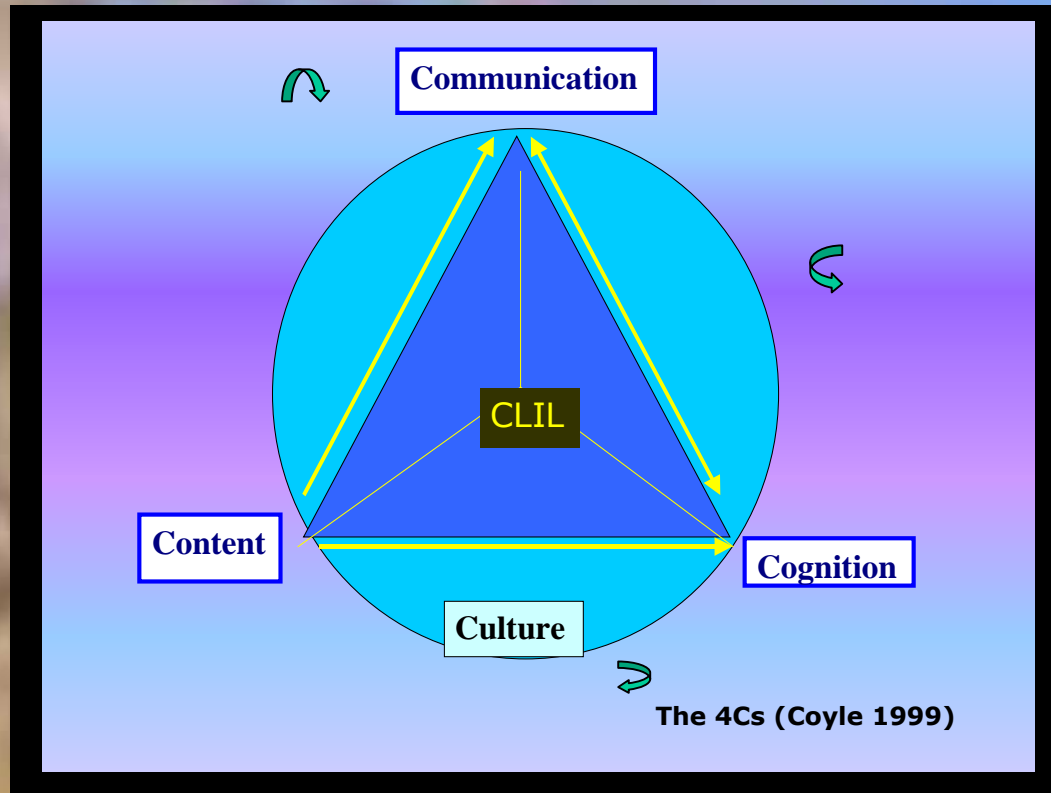 Communication
CLIL
Content
Cognition
Culture
The 4Cs (Coyle 1999)